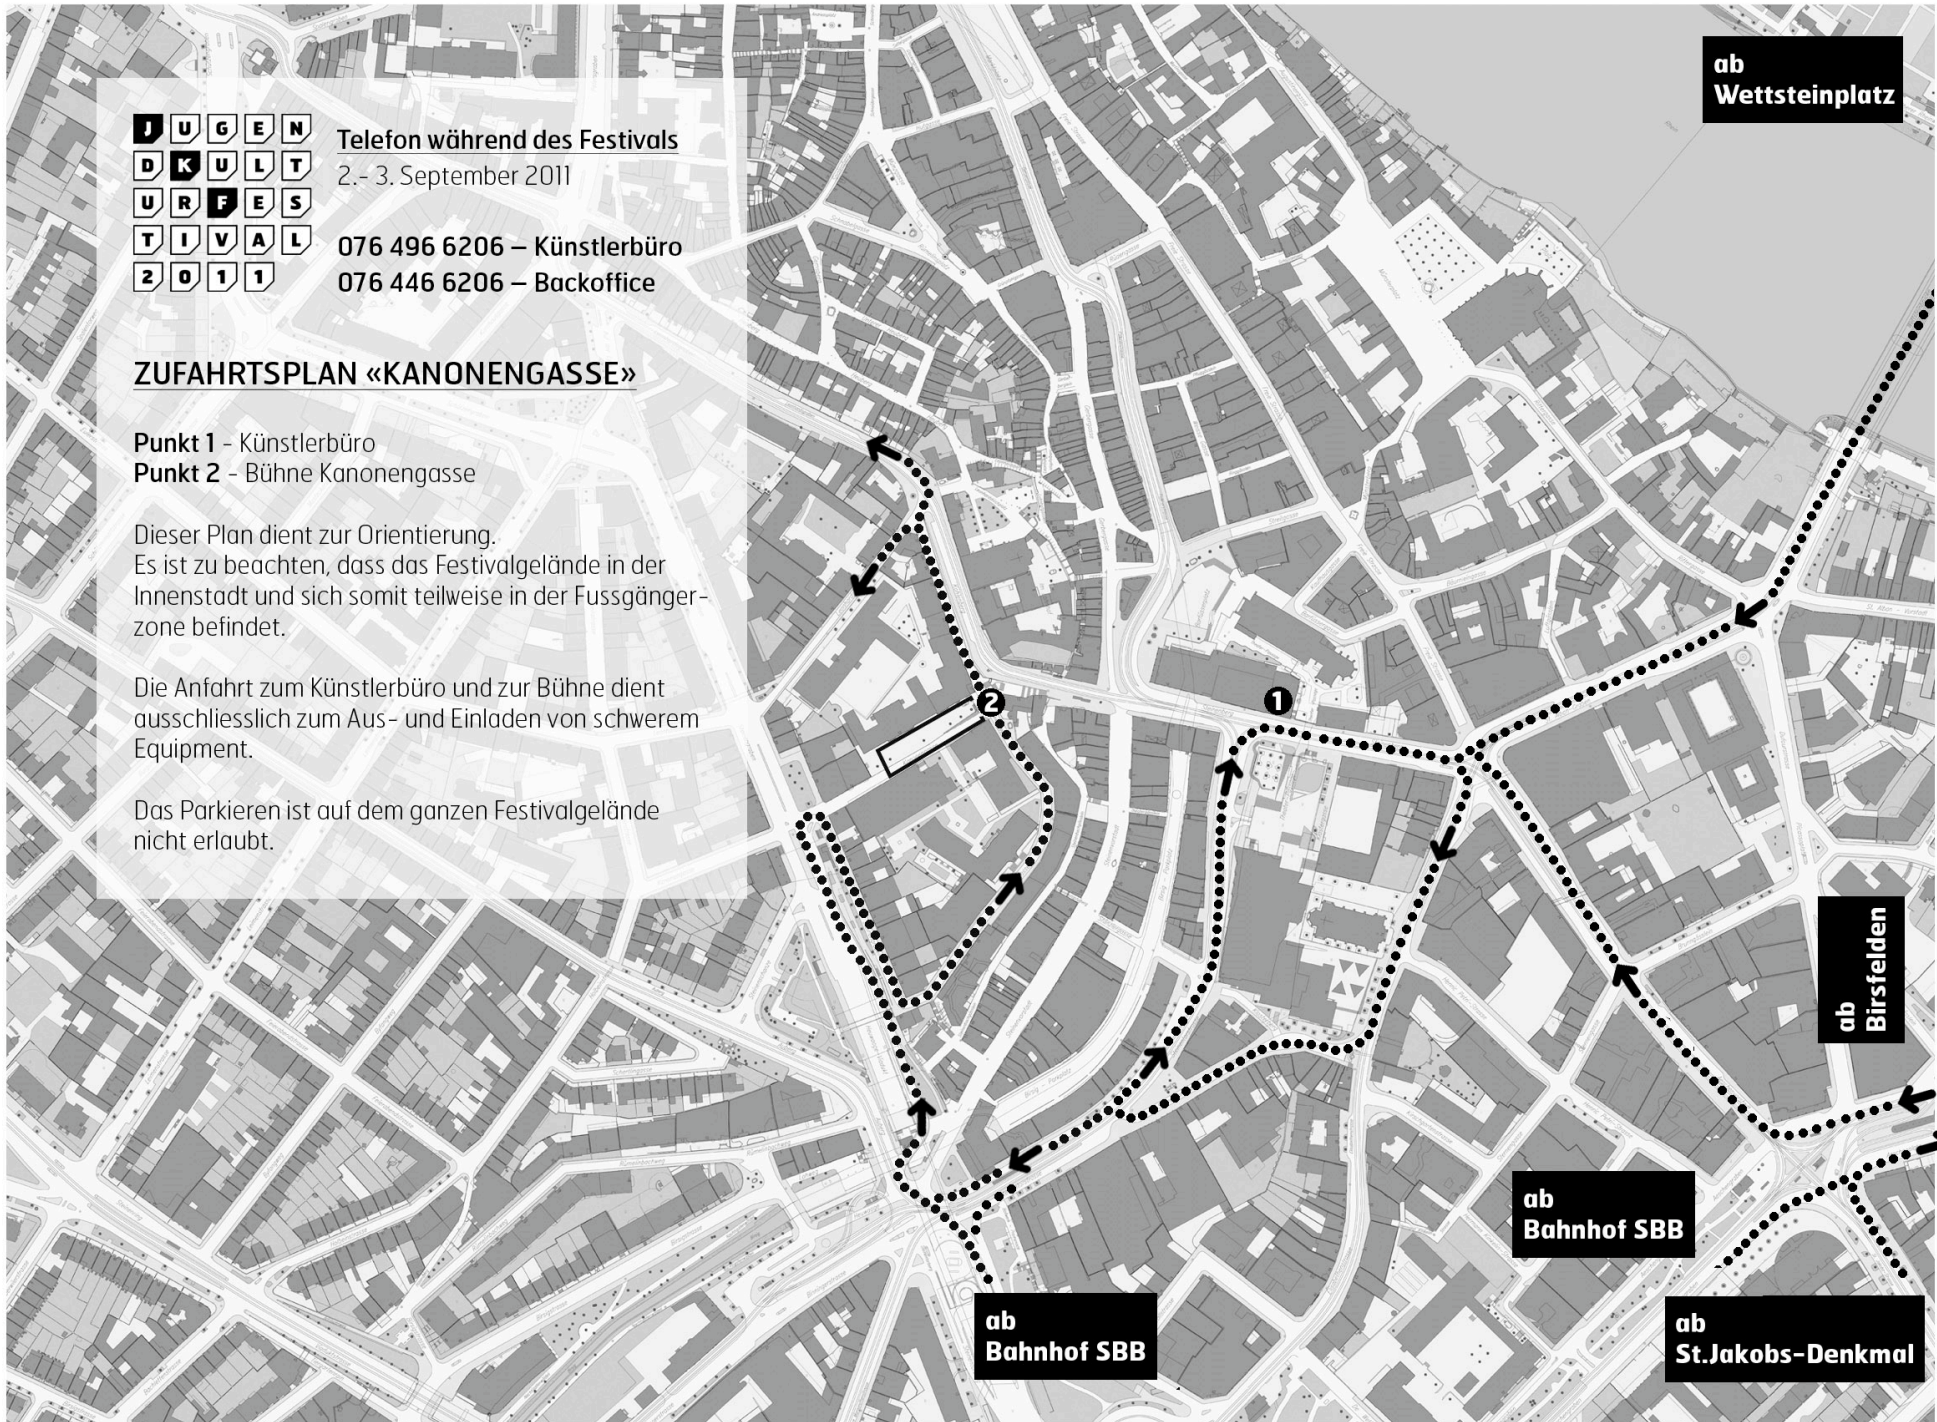 JUGEN
DKULT
URFES
TIVAL
2011
Telefon während des Festivals
2.- 3. September 2011
076 496 6206 – Künstlerbüro
076 446 6206 – Backoffice
ZUFAHRTSPLAN «KANONENGASSE»
Punkt 1 - Künstlerbüro
Punkt 2 - Bühne Kanonengasse
Dieser Plan dient zur Orientierung.
Es ist zu beachten, dass das Festivalgelände in der
Innenstadt und sich somit teilweise in der Fussgänger-
zone befindet.
Die Anfahrt zum Künstlerbüro und zur Bühne dient
ausschliesslich zum Aus- und Einladen von schwerem
Equipment.
Das Parkieren ist auf dem ganzen Festivalgelände
nicht erlaubt.
ab
Wettsteinplatz
2
1
ab
Birsfelden
ab
Bahnhof SBB
ab
Bahnhof SBB
ab
St.Jakobs-Denkmal